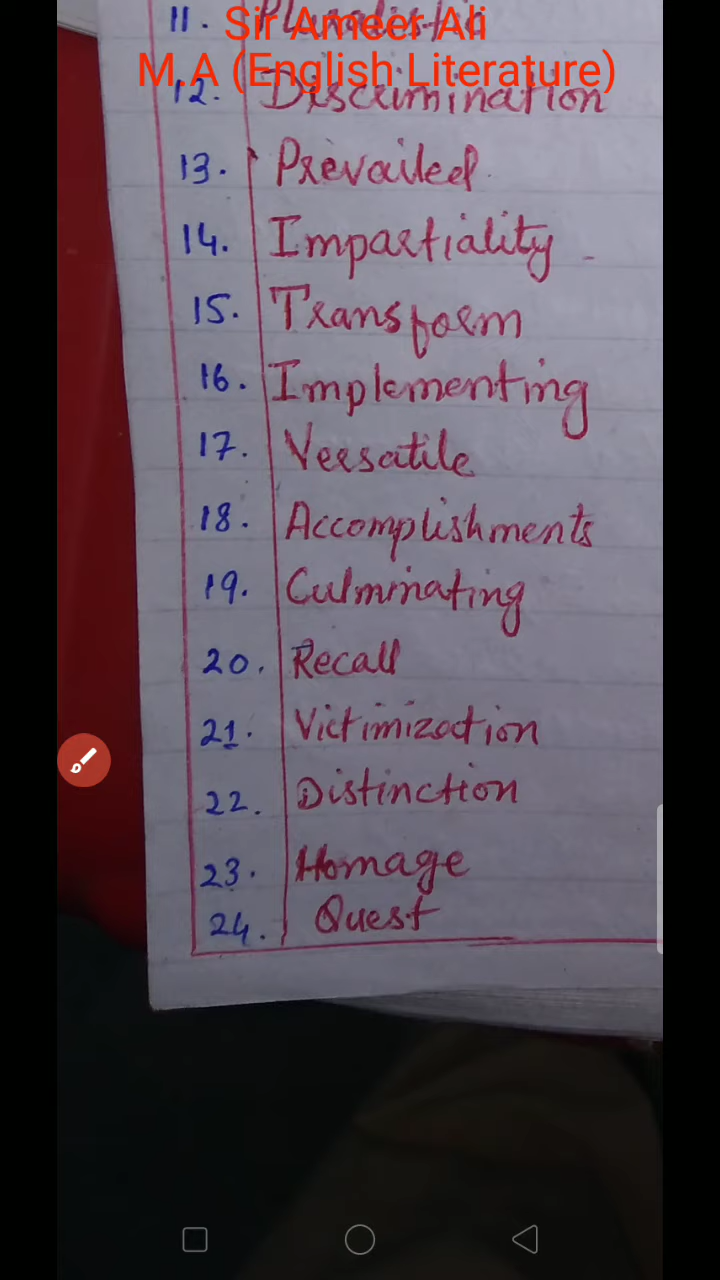 11. Pluralistic
Sir Ameer Ali
M.A (English Literature)
12. Discrimination
13. Prevailed
14. Impartiality
15. Transform
16. Implementing
17. Versatile
18. Accomplishments
19. Culminating
20. Recall
21. Victimization
22. Distinction
23. Homage
24. Quest